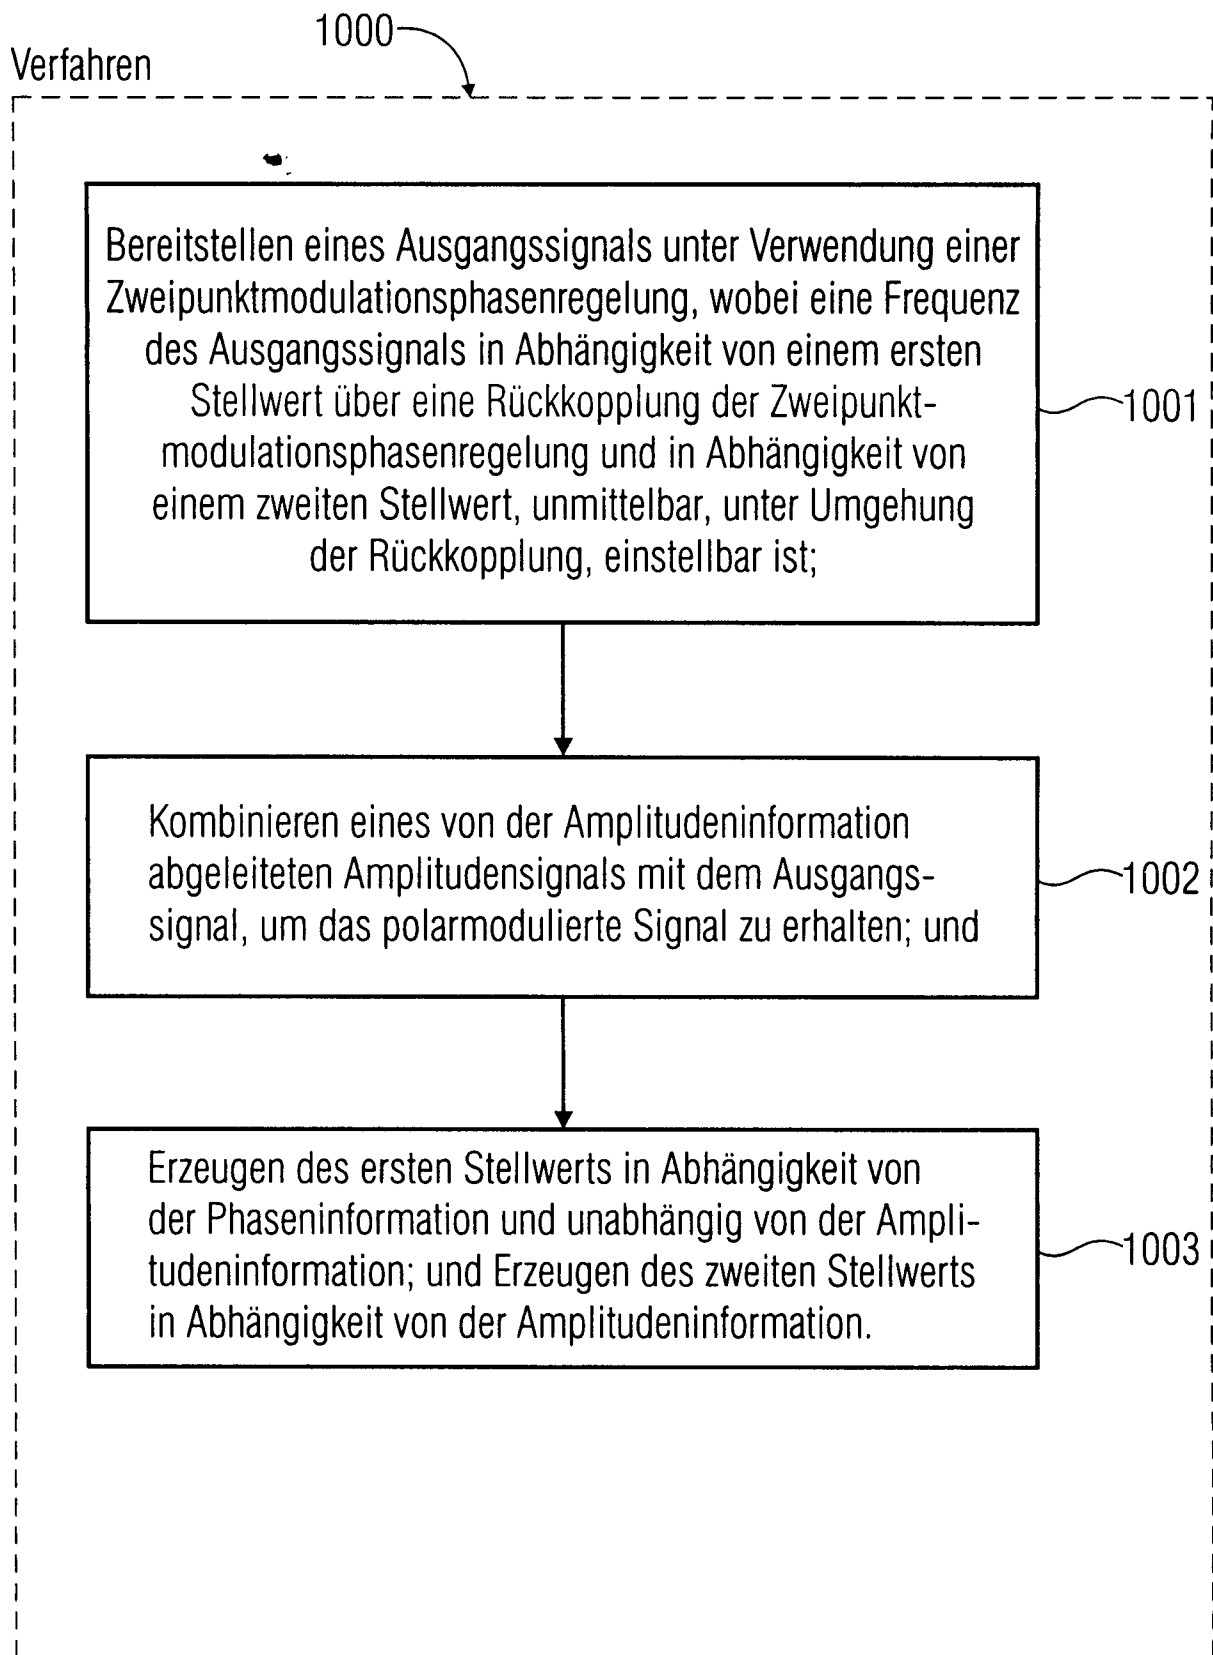 1000
Verfahren
Bereitstellen eines Ausgangssignals unter Verwendung einer
Zweipunktmodulationsphasenregelung, wobei eine Frequenz
des Ausgangssignals in Abhängigkeit von einem ersten
Stellwert über eine Rückkopplung der Zweipunkt-
modulationsphasenregelung und in Abhängigkeit von
einem zweiten Stellwert, unmittelbar, unter Umgehung
der Rückkopplung, einstellbar ist;
1001
Kombinieren eines von der Amplitudeninformation
abgeleiteten Amplitudensignals mit dem Ausgangs-
signal, um das polarmodulierte Signal zu erhalten; und
1002
Erzeugen des ersten Stellwerts in Abhängigkeit von
der Phaseninformation und unabhängig von der Ampli-
tudeninformation; und Erzeugen des zweiten Stellwerts
in Abhängigkeit von der Amplitudeninformation.
1003